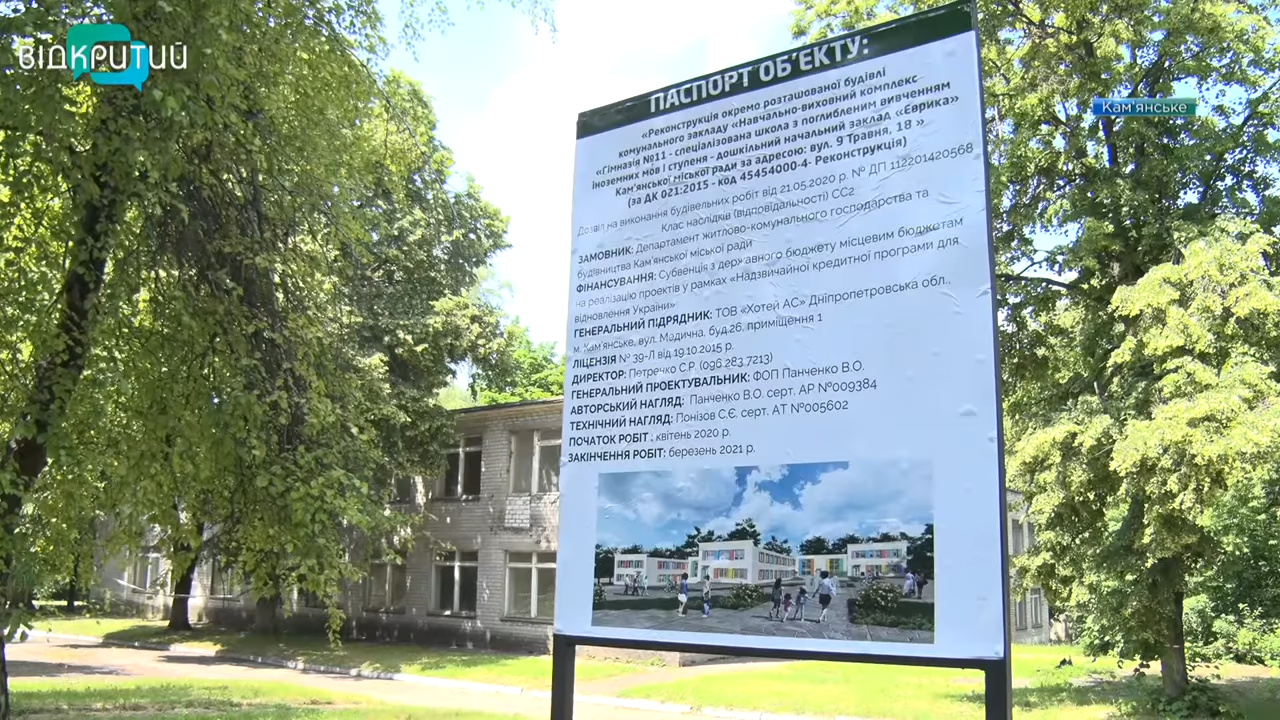 ВІДКРИТИЙ
Кам'янське
ПАСПОРТ ОБ'ЄКТУ:
«Реконструкція окремо розташованої будівлі
комунального закладу «Навчально-виховний комплекс
«Гімназія №11 - спеціалізована школа з поглибленим вивченням
іноземних мов І ступеня - дошкільний начальний заклад «Єврика»
Кам'янської міської ради за адресою: вул. 9 Травня, 18 »
(за ДК 021:2015 - код 45454000-4- Реконструкція)
Дозвіл на виконання будівельних робіт від 21.05.2020 р. № ДП 112201420568
Клас наслідків (відповідальності) СС2
ЗАМОВНИК: Департамент житлово-комунального господарства та
будівництва Кам'янської міської ради
ФІНАНСУВАННЯ: Субвенція з державного бюджету місцевим бюджетам
на реалізацію проектів у рамках «Надзвичайної кредитної програми для
відновлення України»
ГЕНЕРАЛЬНИЙ ПІДРЯДНИК: ТОВ «Хотей АС» Дніпропетровська обл.,
м. Кам'янське, вул. Медична, буд.26, приміщення 1
ЛІЦЕНЗІЯ № 39-Л від 19.10.2015 р.
ДИРЕКТОР: Петречко С.Р. (096 283 7213)
ГЕНЕРАЛЬНИЙ ПРОЕКТУВАЛЬНИК: ФОП Панченко В.О.
АВТОРСЬКИЙ НАГЛЯД: Панченко В.О. серт. АР №009384
ТЕХНІЧНИЙ НАГЛЯД: Понізов С.Є. серт. АТ №005602
ПОЧАТОК РОБІТ : квітень 2020 р.
ЗАКІНЧЕННЯ РОБІТ: березень 2021 р.